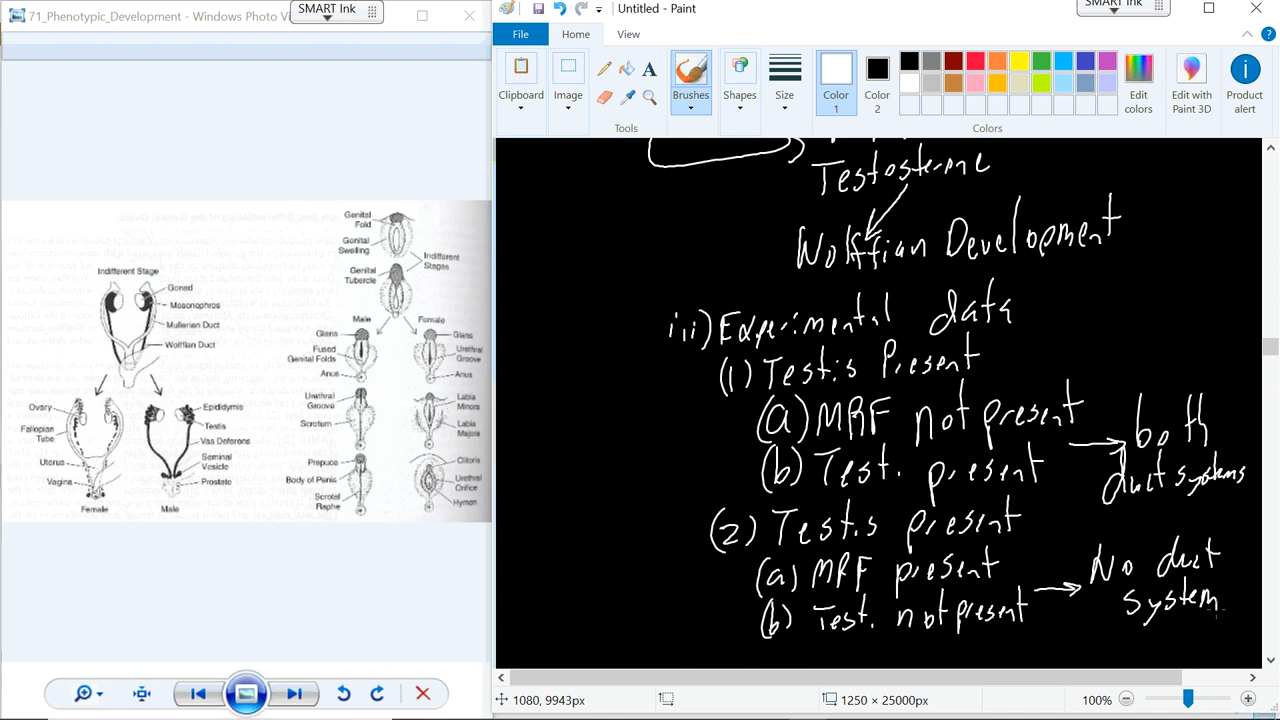 71_Phenotypic_Development - Windows Photo Vi
SMART Ink
Untitled - Paint
SMART Ink
File
Home
View
Clipboard
Image
Tools
Brushes
Shapes
Size
Color 1
Color 2
Colors
Edit colors
Edit with Paint 3D
Product alert
Genital Fold
Genital Swelling
Indifferent Stages
Genital Tubercle
Indifferent Stage
Gonad
Mesonephros
Mullerian Duct
Wolffian Duct
Male
Female
Glans
Glans
Fused Genital Folds
Urethral Groove
Anus
Anus
Ovary
Fallopian Tube
Uterus
Vagina
Female
Epididymis
Testis
Vas Deferens
Seminal Vesicle
Prostate
Male
Urethral Groove
Scrotum
Labia Minora
Labia Majora
Prepuce
Body of Penis
Scrotal Raphe
Clitoris
Urethral Orifice
Hymen
Testosterone
Wolffian Development
iii) Experimental data
(1) Testis Present
(a) MRF not present
(b) Test. present
both
duct systems
(2) Testis present
(a) MRF present
(b) Test. not present
No duct
system
1080, 9943px
1250 × 25000px
100%